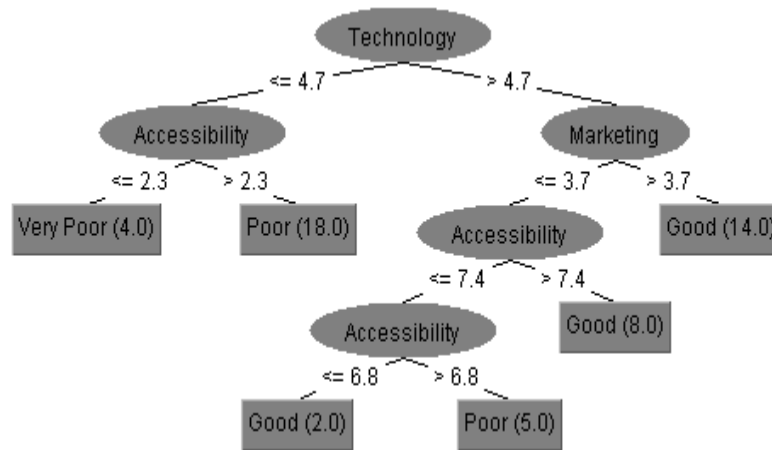 Technology
<= 4.7 > 4.7
Accessibility Marketing
<= 2.3 > 2.3 <= 3.7 > 3.7
Very Poor (4.0) Poor (18.0) Accessibility Good (14.0)
<= 7.4 > 7.4
Accessibility Good (8.0)
<= 6.8 > 6.8
Good (2.0) Poor (5.0)